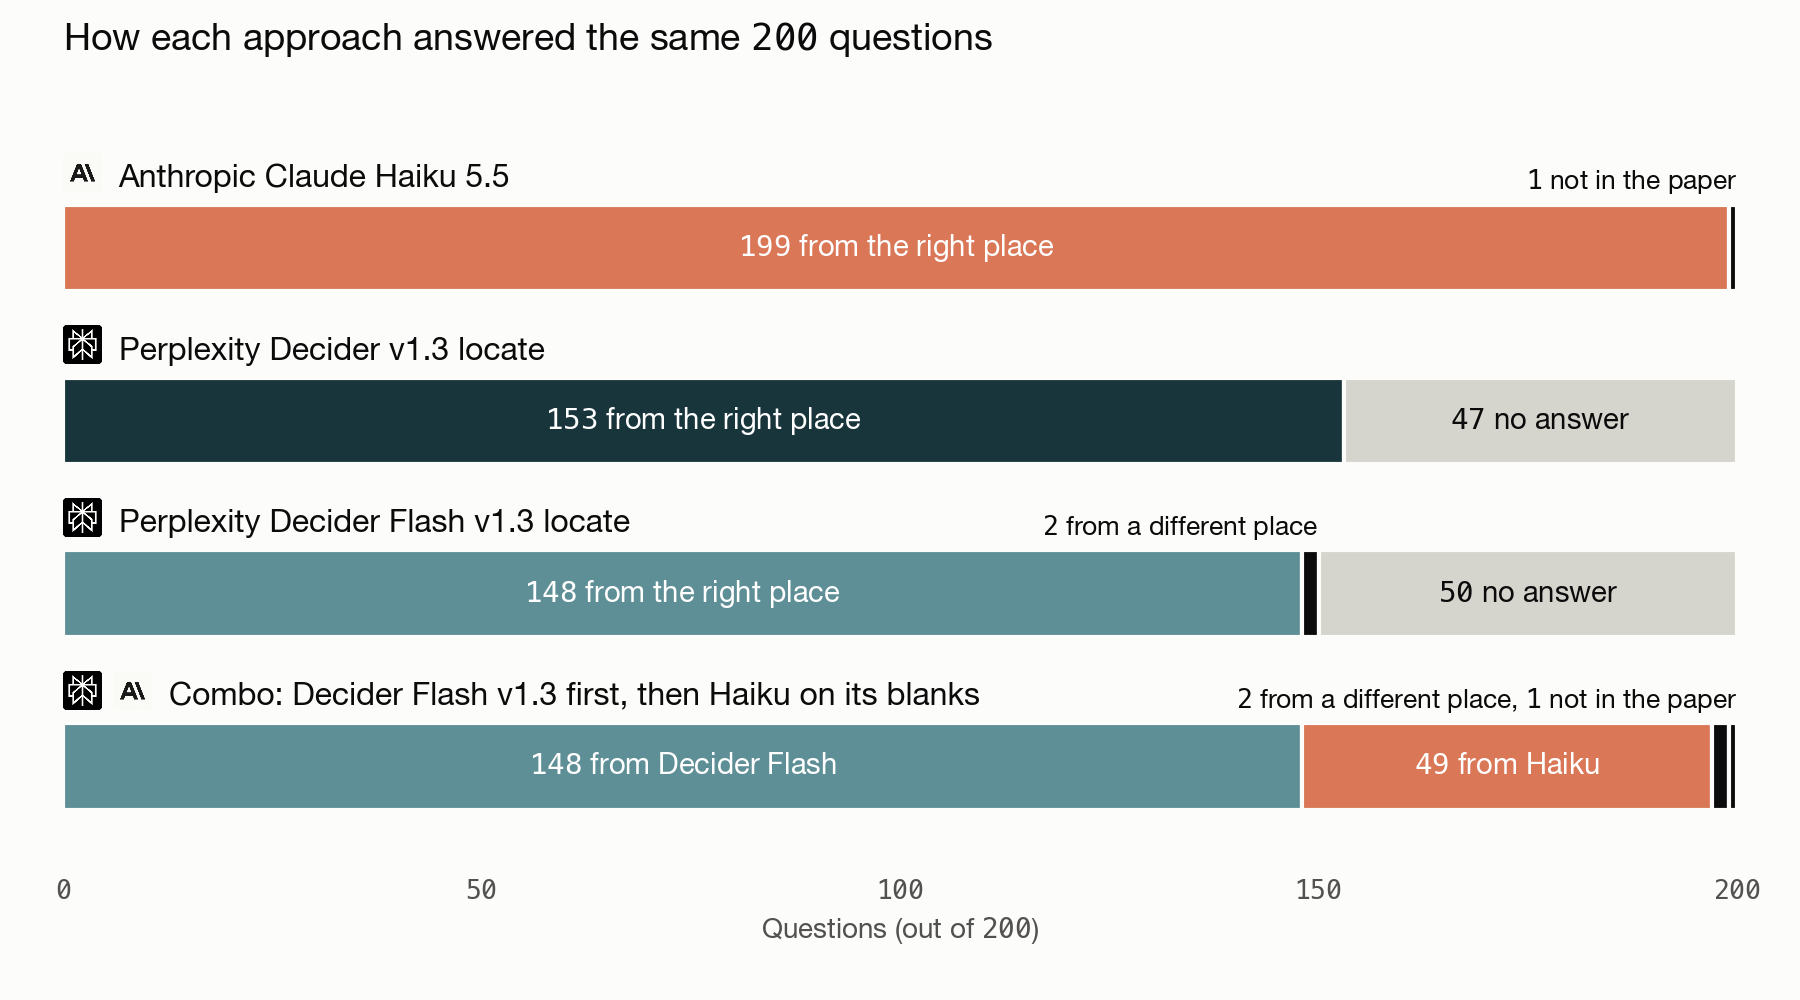 How each approach answered the same 200 questions
Anthropic Claude Haiku 5.5
1 not in the paper
199 from the right place
Perplexity Decider v1.3 locate
153 from the right place
47 no answer
Perplexity Decider Flash v1.3 locate
2 from a different place
148 from the right place
50 no answer
Combo: Decider Flash v1.3 first, then Haiku on its blanks
2 from a different place, 1 not in the paper
148 from Decider Flash
49 from Haiku
0 50 100 150 200
Questions (out of 200)